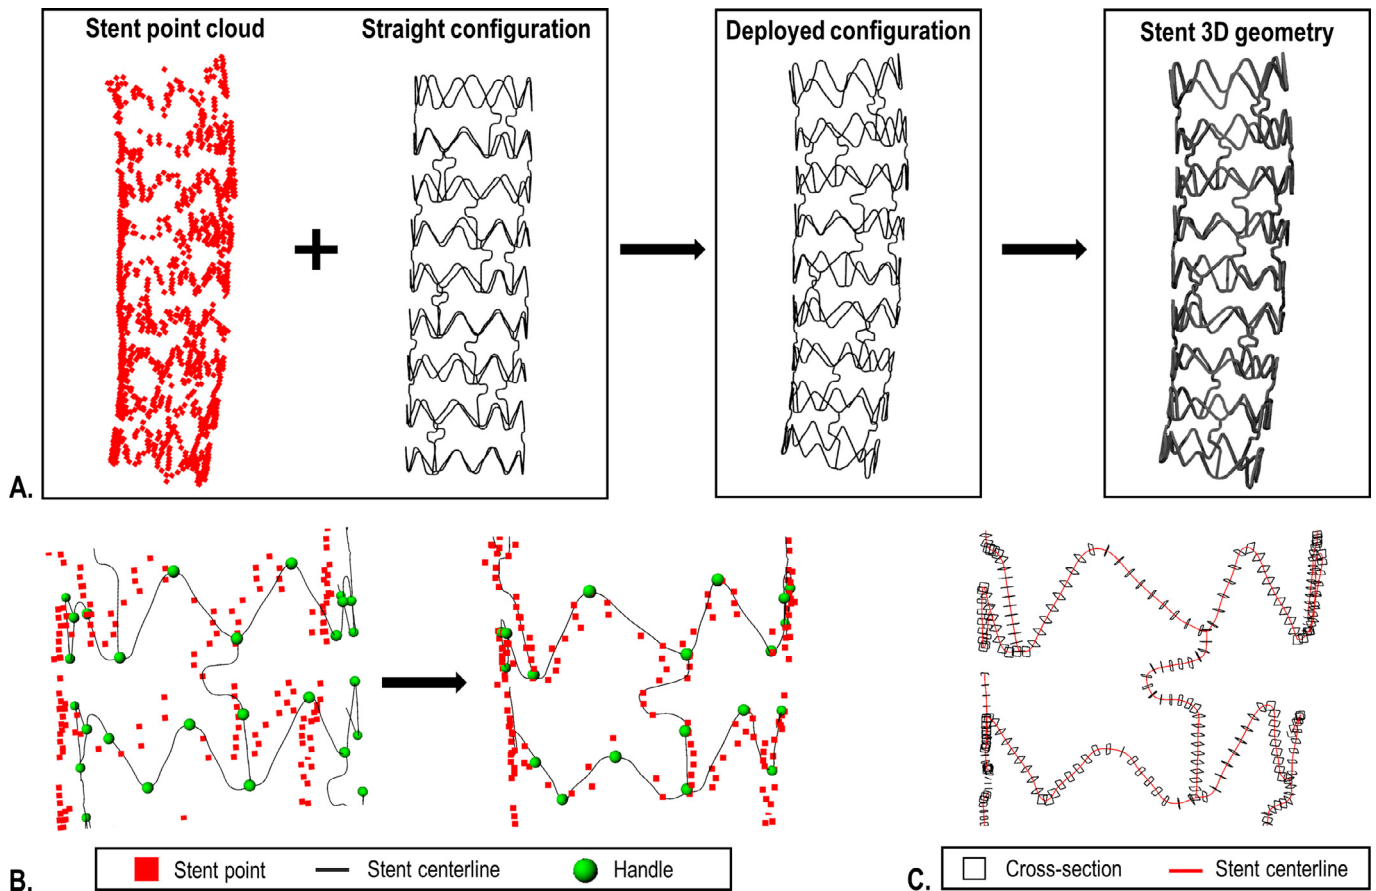 Stent point cloud
Straight configuration
Deployed configuration
Stent 3D geometry
A.
Stent point
Stent centerline
Handle
B.
Cross-section
Stent centerline
C.